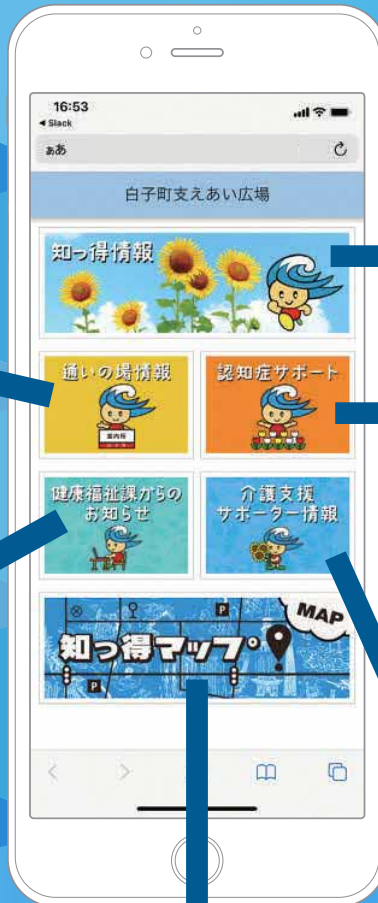 16:53
◀ Slack
ぁあ
白子町支えあい広場
知っ得情報
通いの場情報
案内所
認知症サポート
健康福祉課からの
お知らせ
介護支援
サポーター情報
MAP
知っ得マップ
P
P